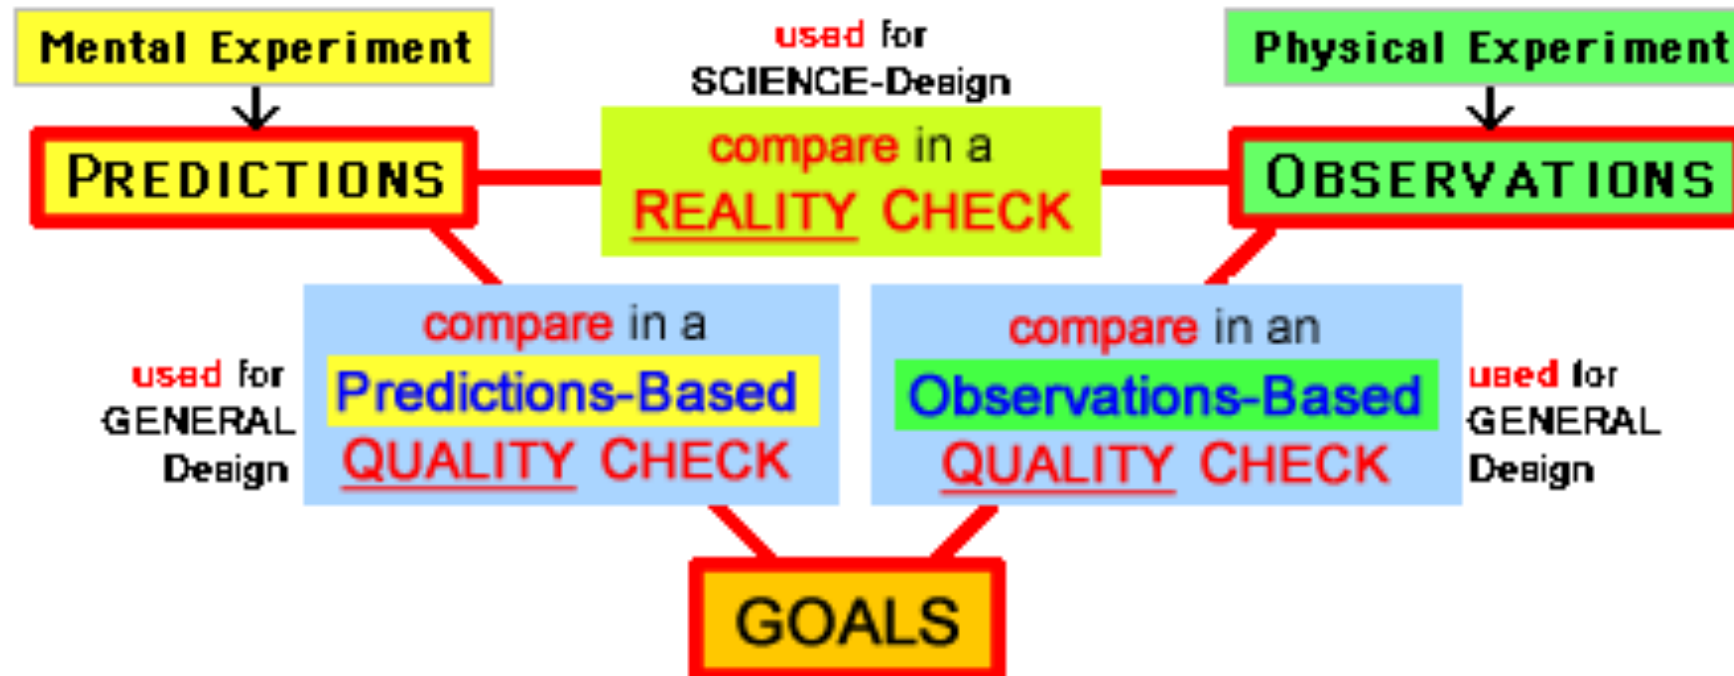 Mental Experiment
used for
SCIENCE-Design
Physical Experiment
PREDICTIONS
compare in a
REALITY CHECK
OBSERVATIONS
used for
GENERAL
Design
compare in a
Predictions-Based
QUALITY CHECK
compare in an
Observations-Based
QUALITY CHECK
used for
GENERAL
Design
GOALS